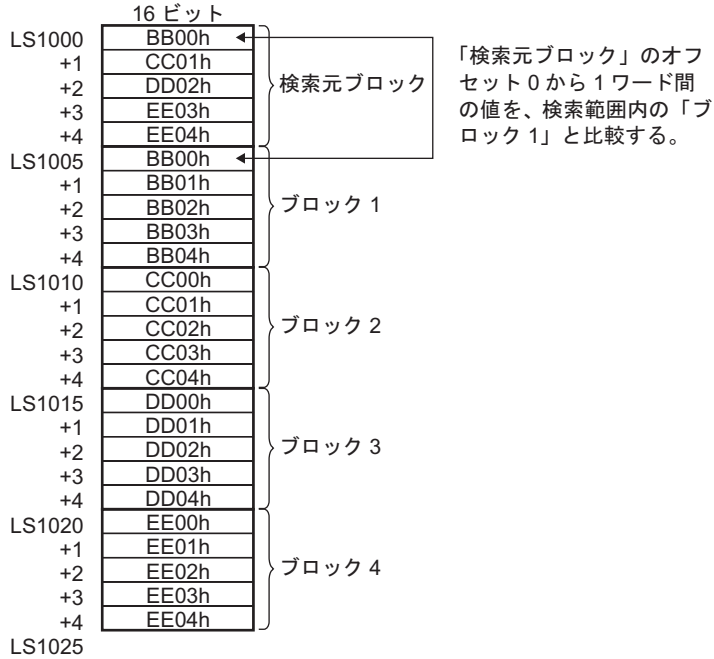 16 ビット
LS1000 BB00h
+1 CC01h
+2 DD02h
+3 EE03h
+4 EE04h
検索元ブロック
「検索元ブロック」のオフ
セット 0 から 1 ワード間
の値を、検索範囲内の「ブ
ロック 1」と比較する。
LS1005 BB00h
+1 BB01h
+2 BB02h
+3 BB03h
+4 BB04h
ブロック 1
LS1010 CC00h
+1 CC01h
+2 CC02h
+3 CC03h
+4 CC04h
ブロック 2
LS1015 DD00h
+1 DD01h
+2 DD02h
+3 DD03h
+4 DD04h
ブロック 3
LS1020 EE00h
+1 EE01h
+2 EE02h
+3 EE03h
+4 EE04h
ブロック 4
LS1025